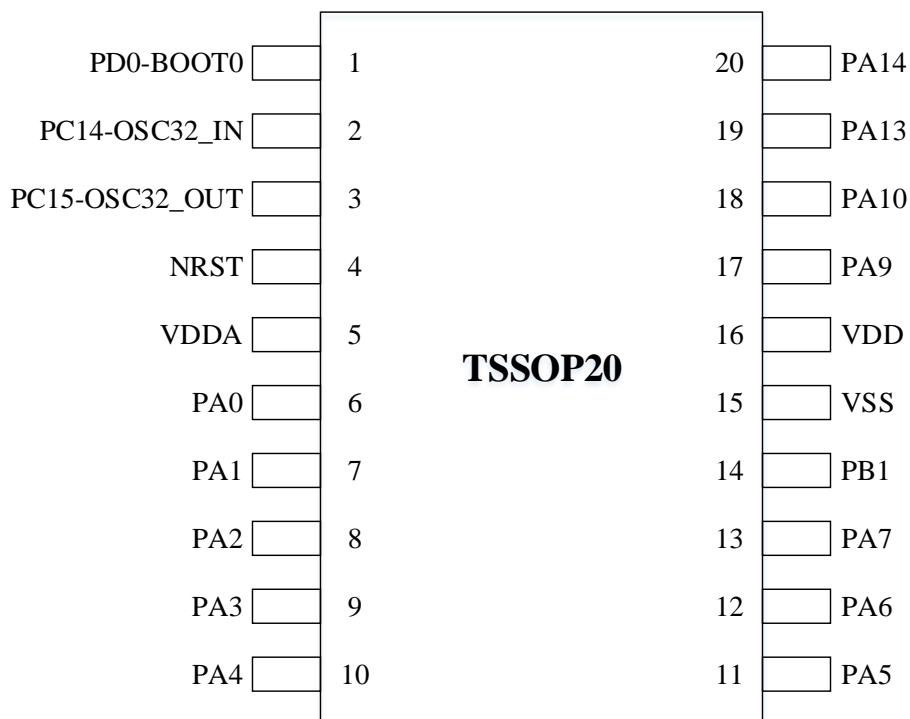 PD0-BOOT0 1 20 PA14
PC14-OSC32_IN 2 19 PA13
PC15-OSC32_OUT 3 18 PA10
NRST 4 17 PA9
VDDA 5 16 VDD
TSSOP20
PA0 6 15 VSS
PA1 7 14 PB1
PA2 8 13 PA7
PA3 9 12 PA6
PA4 10 11 PA5